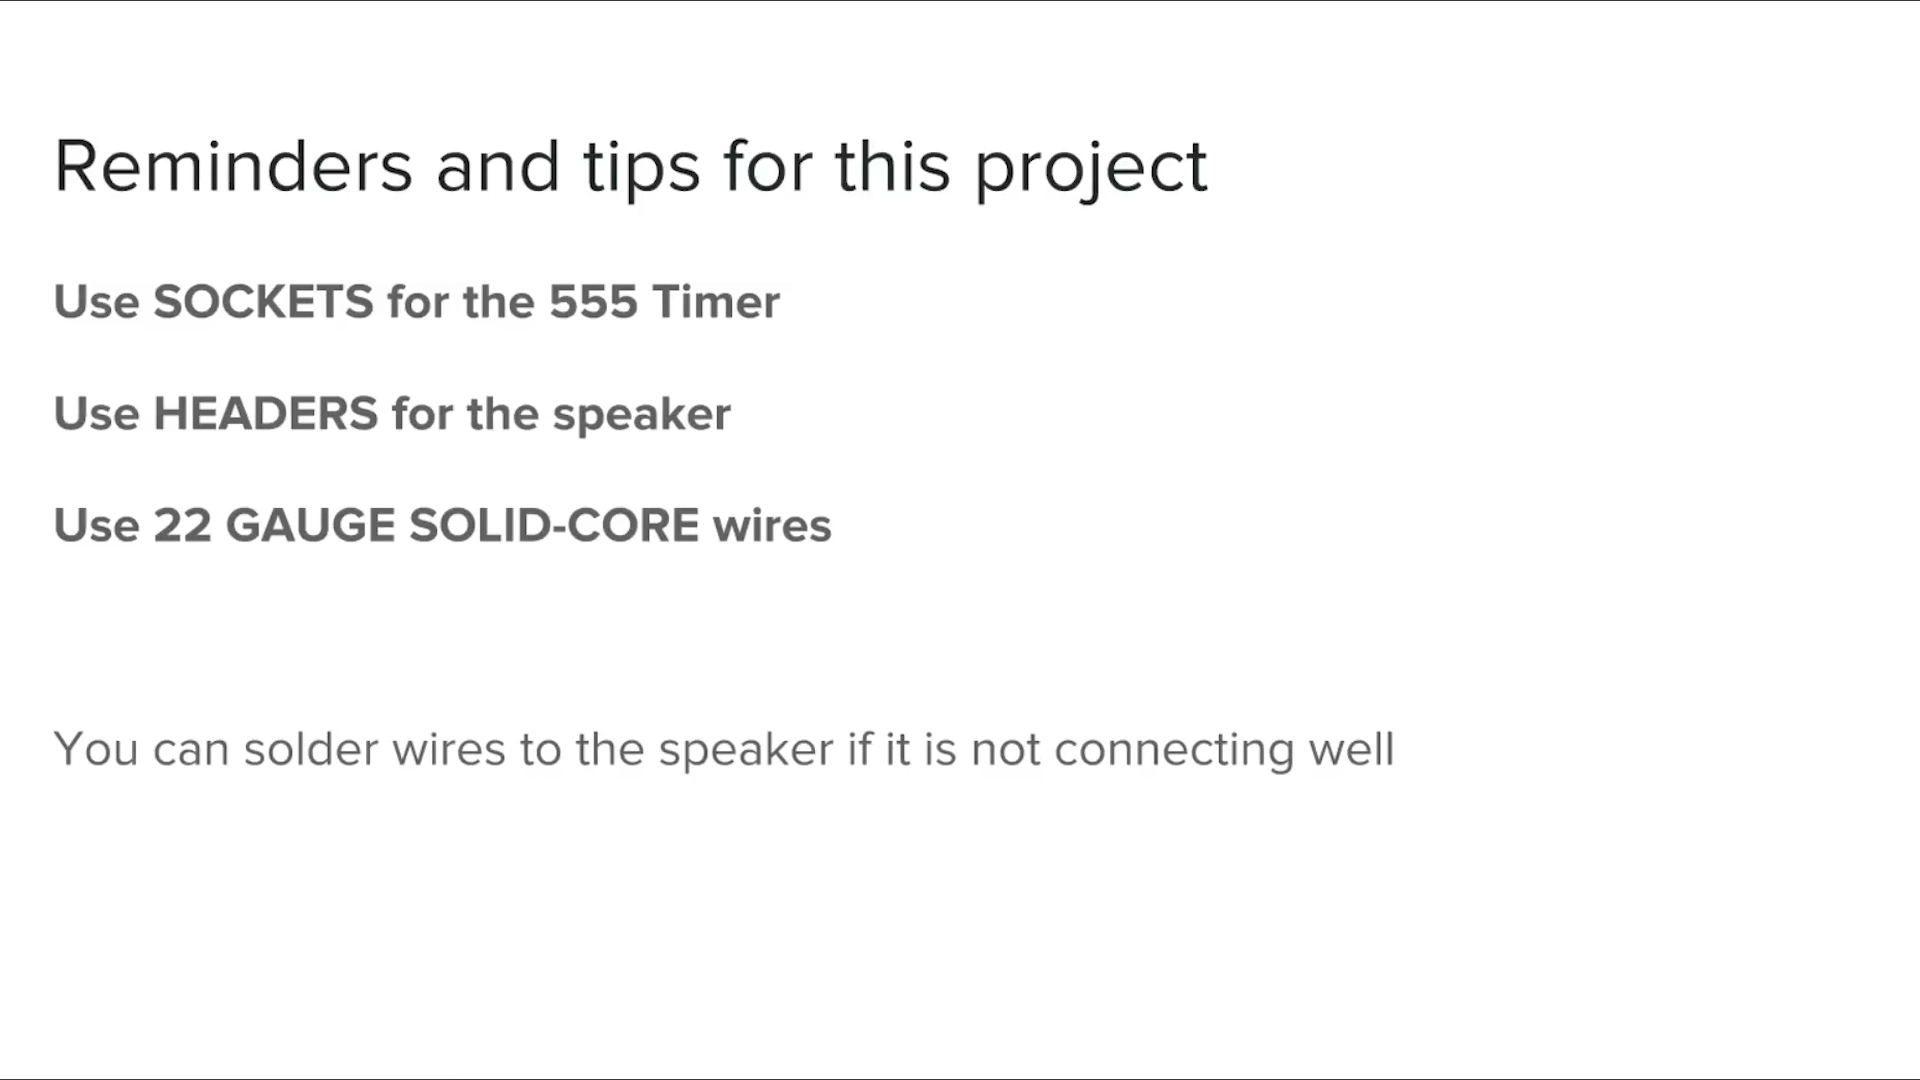 Reminders and tips for this project
Use SOCKETS for the 555 Timer
Use HEADERS for the speaker
Use 22 GAUGE SOLID-CORE wires
You can solder wires to the speaker if it is not connecting well